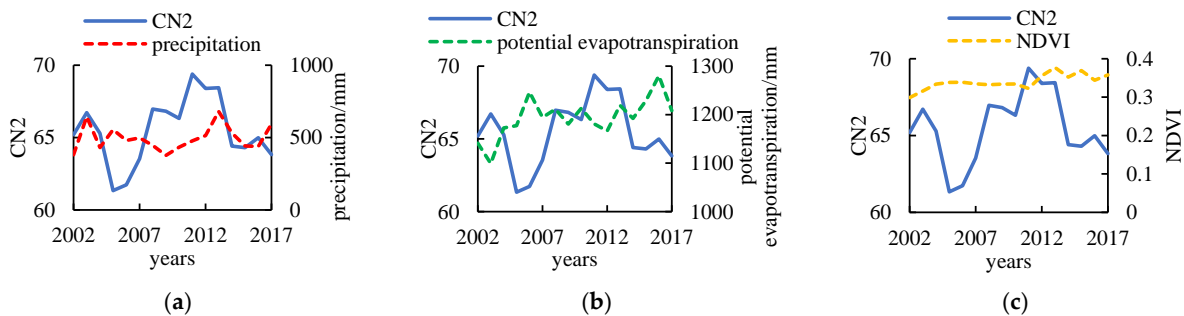 CN2
precipitation
70
65
60
CN2
1000
500
0
precipitation/mm
2002 2007 2012 2017
years
(a)
CN2
potential evapotranspiration
70
65
60
CN2
1300
1200
1100
1000
potential
evapotranspiration/mm
2002 2007 2012 2017
years
(b)
CN2
NDVI
70
65
60
CN2
0.4
0.3
0.2
0.1
0
NDVI
2002 2007 2012 2017
years
(c)